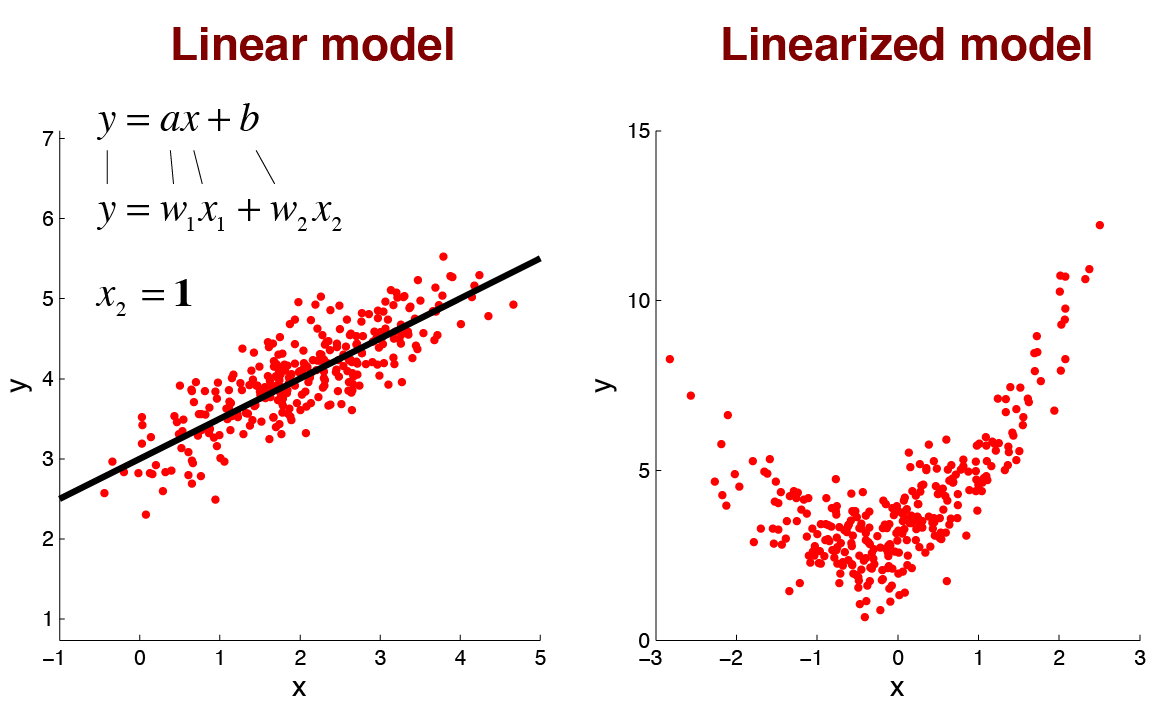 Linear model
y = ax + b
y = w₁x₁ + w₂x₂
x₂ = 1
7
6
5
4
3
2
1
y
−1 0 1 2 3 4 5
x
Linearized model
15
10
5
0
y
−3 −2 −1 0 1 2 3
x